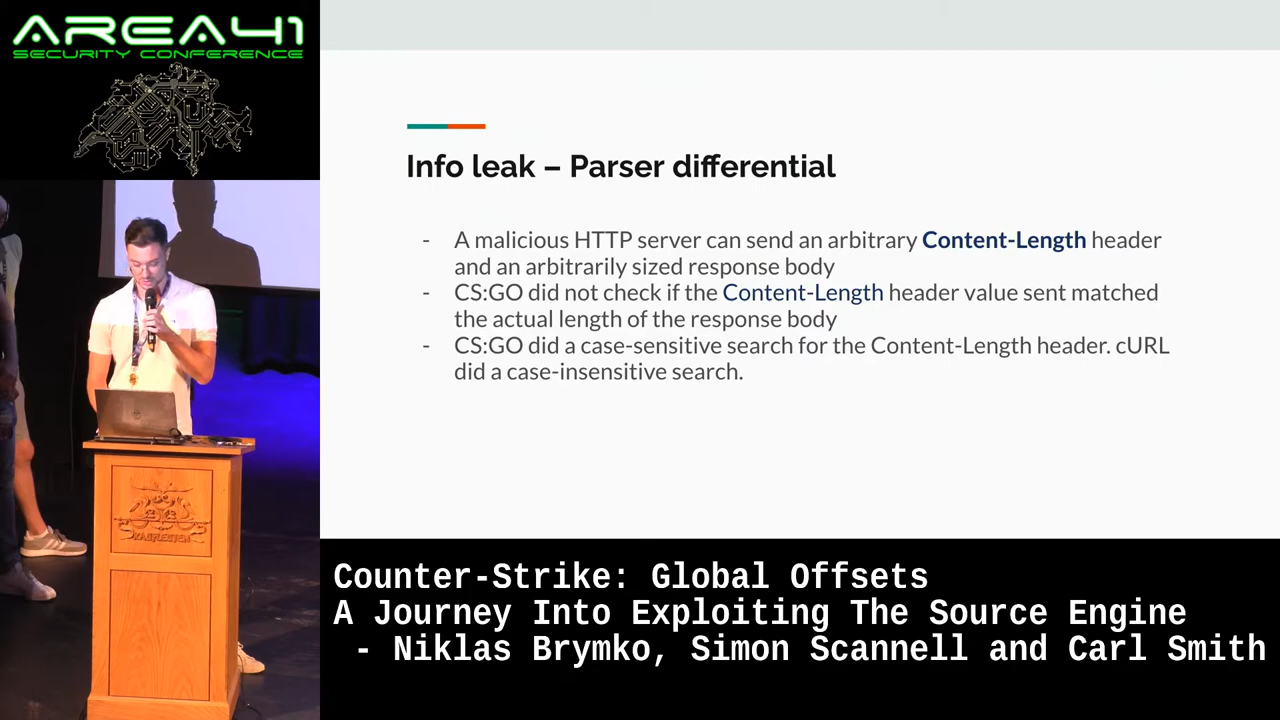 AREA41
SECURITY CONFERENCE
Info leak – Parser differential
- A malicious HTTP server can send an arbitrary Content-Length header
and an arbitrarily sized response body
- CS:GO did not check if the Content-Length header value sent matched
the actual length of the response body
- CS:GO did a case-sensitive search for the Content-Length header. cURL
did a case-insensitive search.
Counter-Strike: Global Offsets
A Journey Into Exploiting The Source Engine
- Niklas Brymko, Simon Scannell and Carl Smith